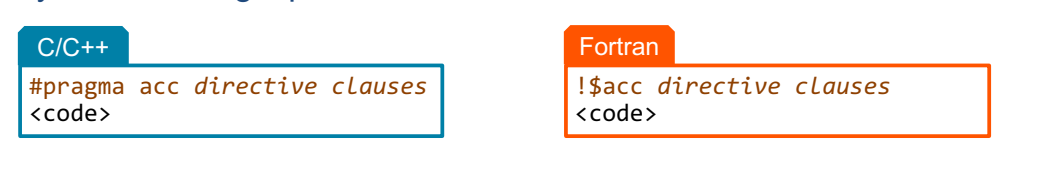 C/C++
#pragma acc directive clauses
<code>
Fortran
!$acc directive clauses
<code>